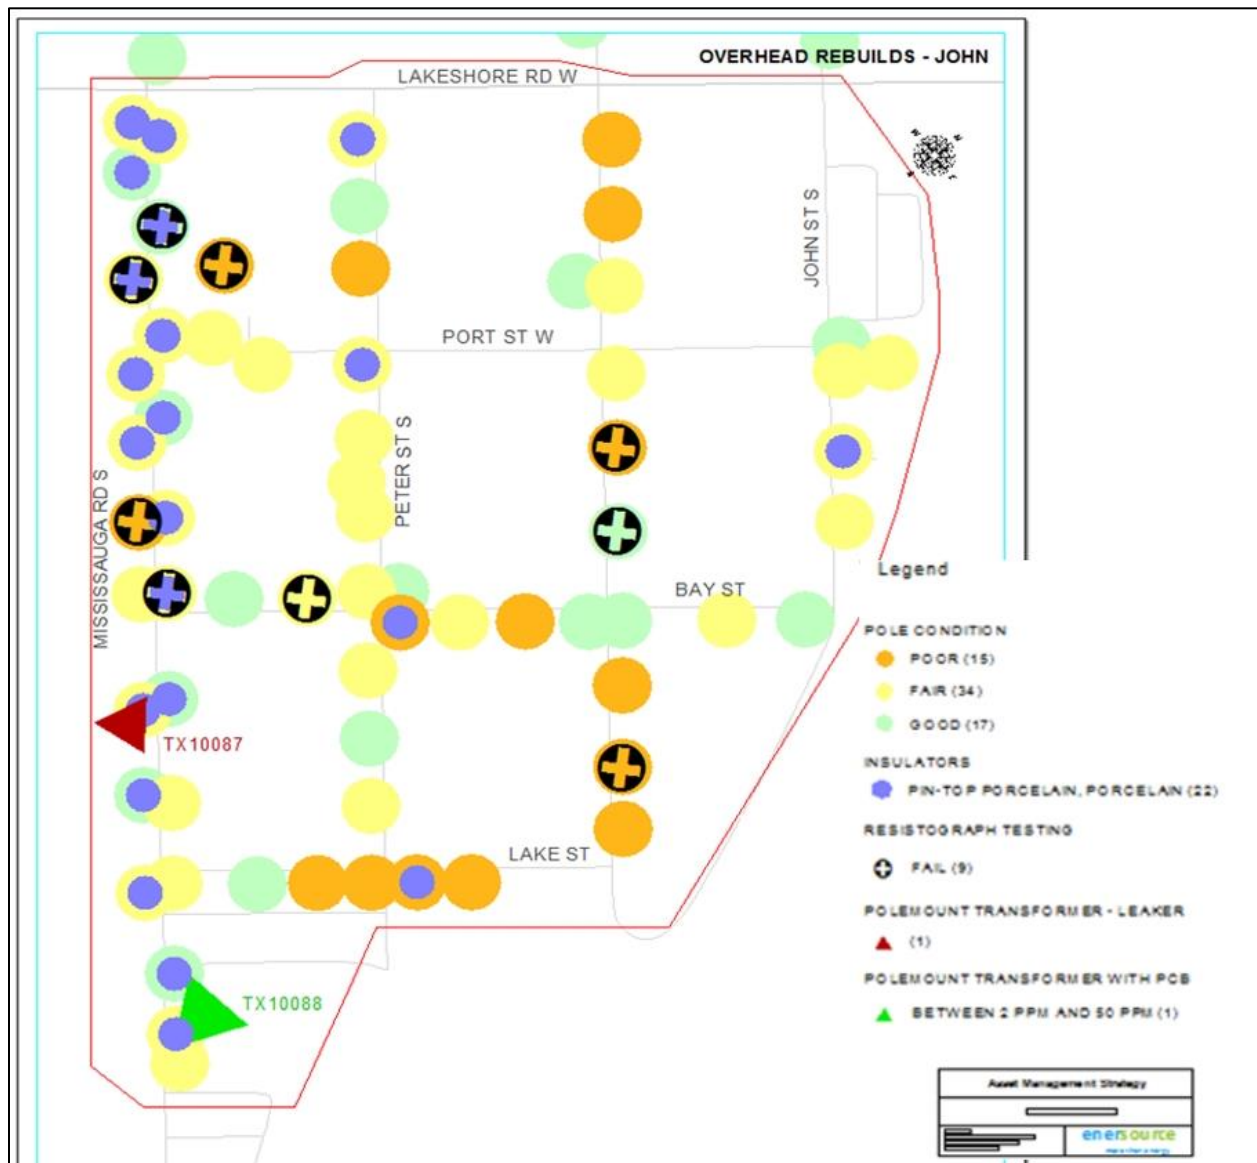 OVERHEAD REBUILDS - JOHN
LAKESHORE RD W
JOHN ST S
PORT ST W
PETER ST S
MISSISSAUGA RD S
BAY ST
TX10087
LAKE ST
TX10088
Legend
POLE CONDITION
POOR (15)
FAIR (34)
GOOD (17)
INSULATORS
PIN-TOP PORCELAIN, PORCELAIN (22)
RESISTOGRAPH TESTING
FAIL (9)
POLEMOUNT TRANSFORMER - LEAKER
(1)
POLEMOUNT TRANSFORMER WITH PCB
BETWEEN 2 PPM AND 50 PPM (1)
Asset Management Strategy
enersource
more than energy